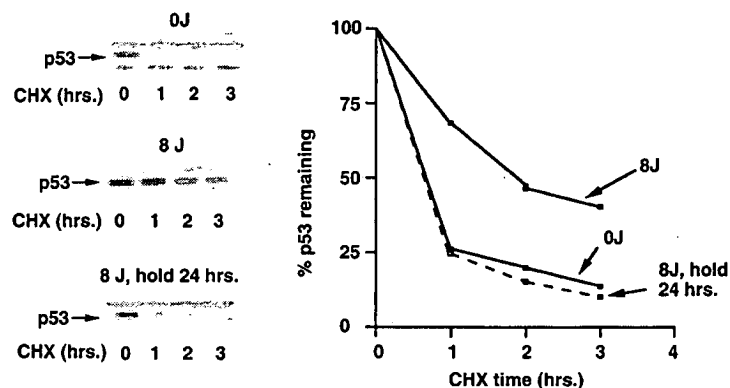 0J
p53
CHX (hrs.) 0 1 2 3
8 J
p53
CHX (hrs.) 0 1 2 3
8 J, hold 24 hrs.
p53
CHX (hrs.) 0 1 2 3
% p53 remaining
100
75
50
25
0
0 1 2 3 4
CHX time (hrs.)
8J
0J
8J, hold
24 hrs.